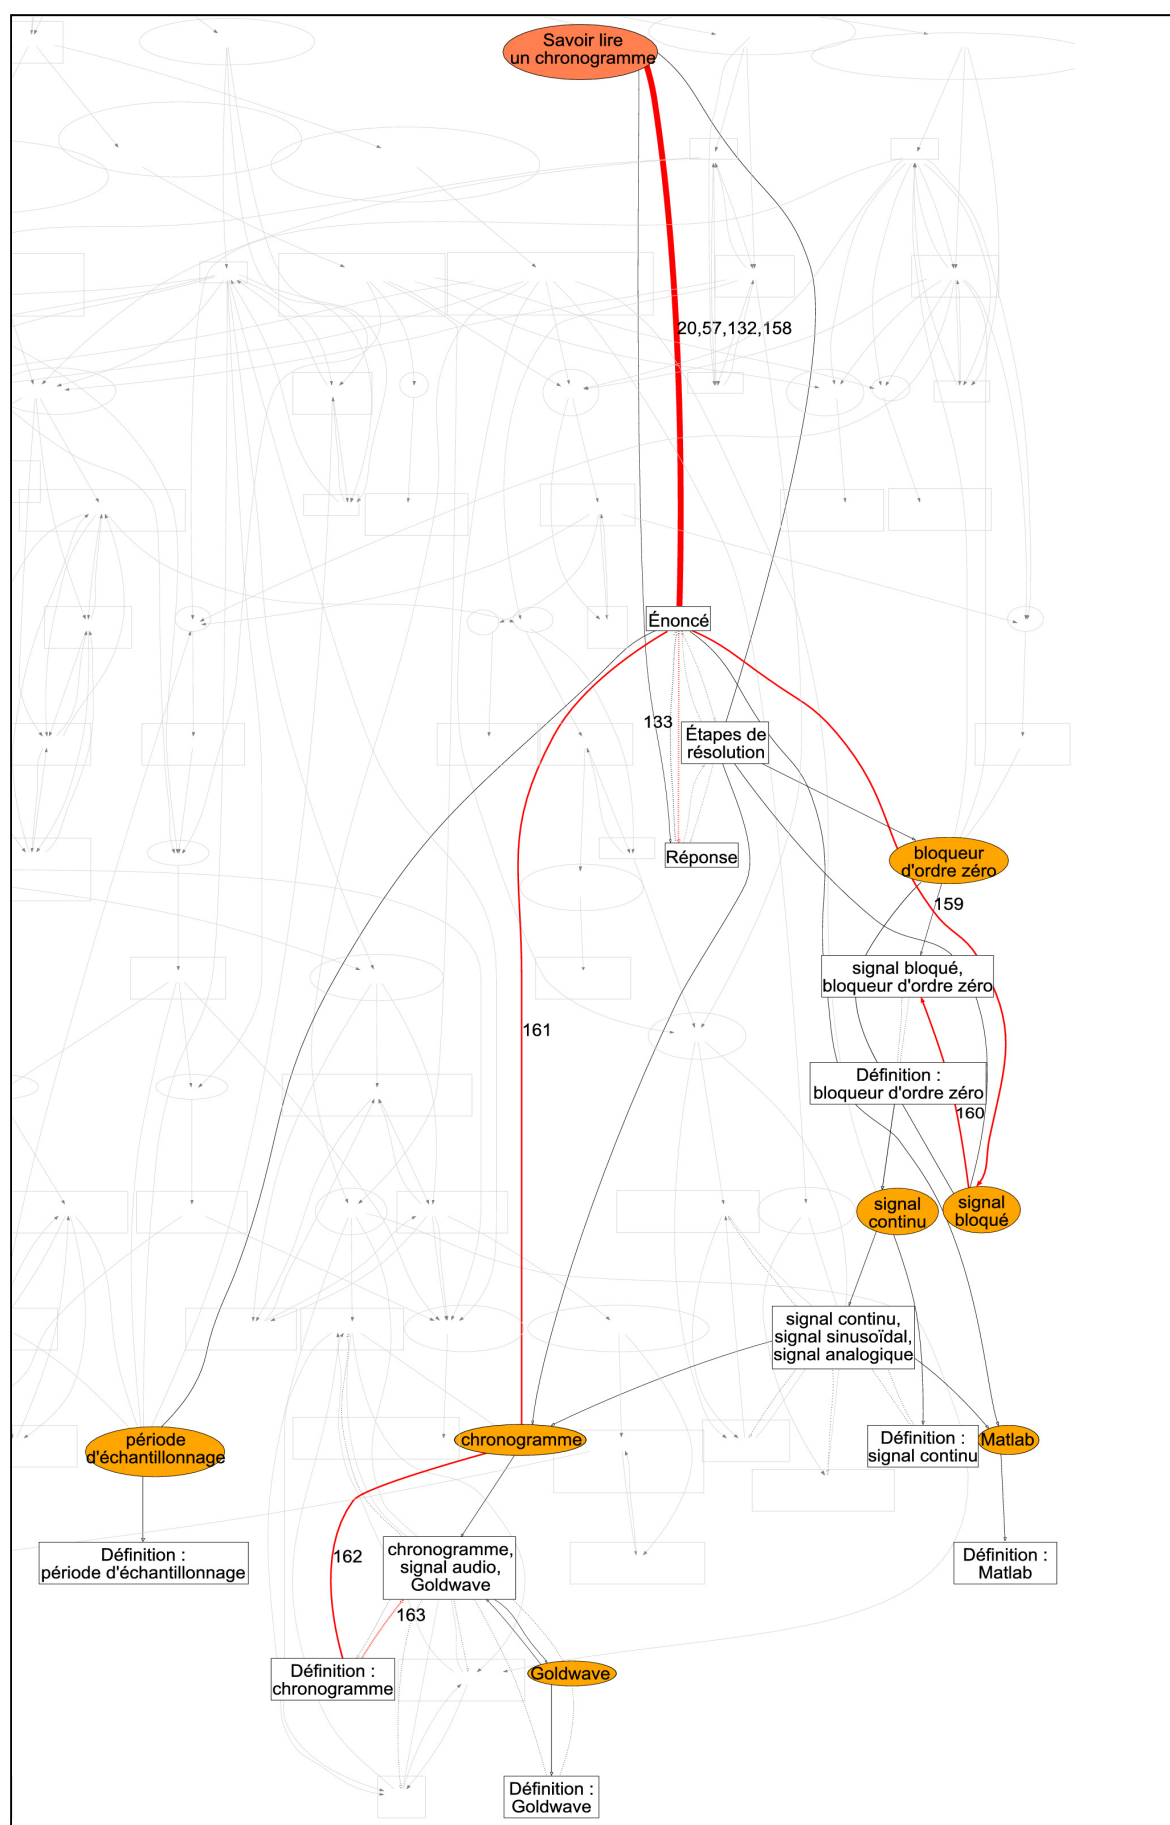 Savoir lire
un chronogramme
20,57,132,158
Énoncé
133
Étapes de
résolution
Réponse
bloqueur
d'ordre zéro
159
signal bloqué,
bloqueur d'ordre zéro
161
Définition :
bloqueur d'ordre zéro
160
signal
continu
signal
bloqué
signal continu,
signal sinusoïdal,
signal analogique
période
d'échantillonnage
chronogramme
Définition :
signal continu
Matlab
Définition :
période d'échantillonnage
162
chronogramme,
signal audio,
Goldwave
Définition :
Matlab
163
Définition :
chronogramme
Goldwave
Définition :
Goldwave